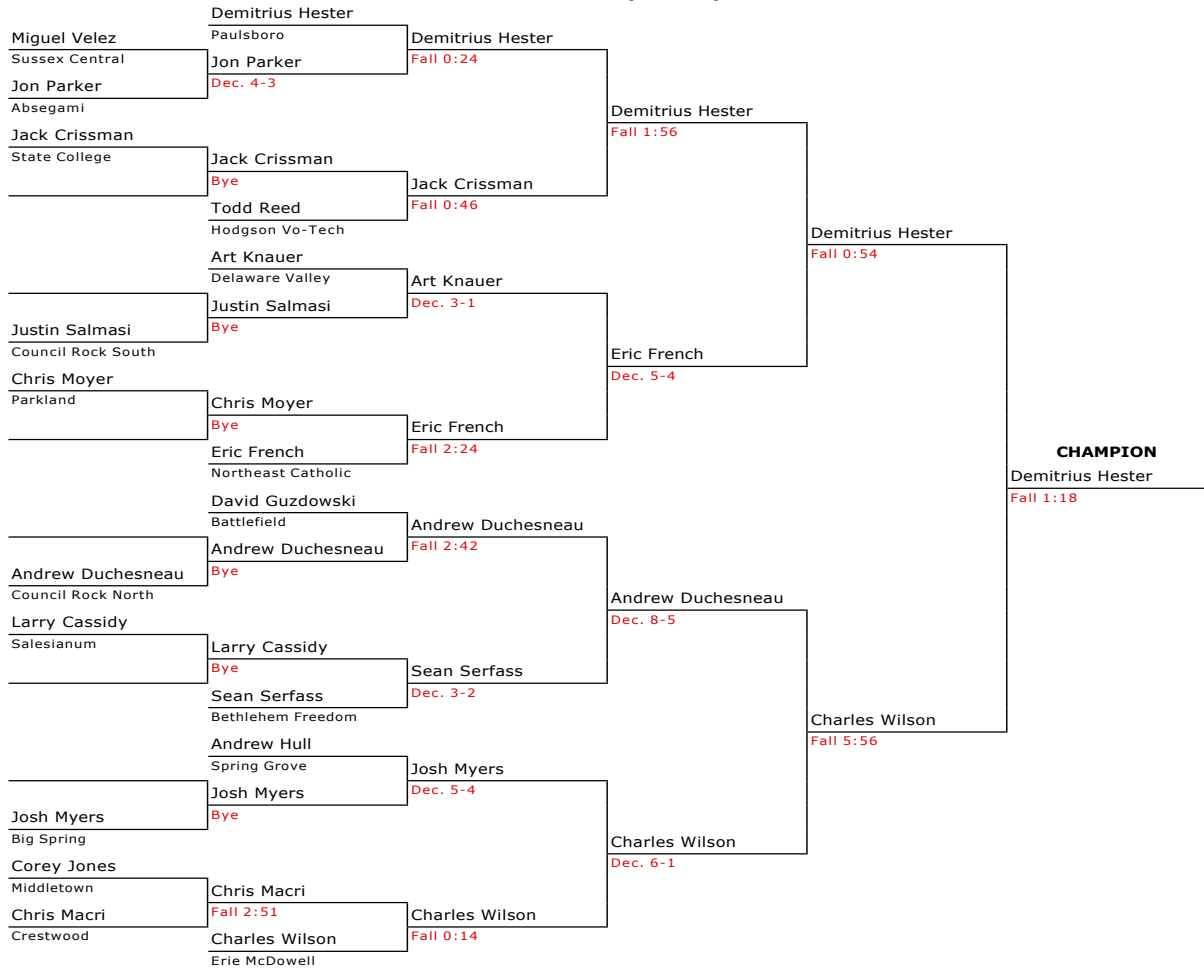 Demitrius Hester
Paulsboro
Miguel Velez
Demitrius Hester
Sussex Central
Fall 0:24
Jon Parker
Dec. 4-3
Jon Parker
Absegami
Demitrius Hester
Fall 1:56
Jack Crissman
State College
Jack Crissman
Bye
Jack Crissman
Fall 0:46
Todd Reed
Hodgson Vo-Tech
Demitrius Hester
Fall 0:54
Art Knauer
Delaware Valley
Art Knauer
Dec. 3-1
Justin Salmasi
Bye
Justin Salmasi
Council Rock South
Eric French
Dec. 5-4
Chris Moyer
Parkland
Chris Moyer
Bye
Eric French
Fall 2:24
Eric French
Northeast Catholic
CHAMPION
Demitrius Hester
Fall 1:18
David Guzdowski
Battlefield
Andrew Duchesneau
Fall 2:42
Andrew Duchesneau
Bye
Andrew Duchesneau
Council Rock North
Andrew Duchesneau
Dec. 8-5
Larry Cassidy
Salesianum
Larry Cassidy
Bye
Sean Serfass
Dec. 3-2
Sean Serfass
Bethlehem Freedom
Charles Wilson
Fall 5:56
Andrew Hull
Spring Grove
Josh Myers
Dec. 5-4
Josh Myers
Bye
Josh Myers
Big Spring
Charles Wilson
Dec. 6-1
Corey Jones
Middletown
Chris Macri
Fall 2:51
Chris Macri
Crestwood
Charles Wilson
Fall 0:14
Charles Wilson
Erie McDowell